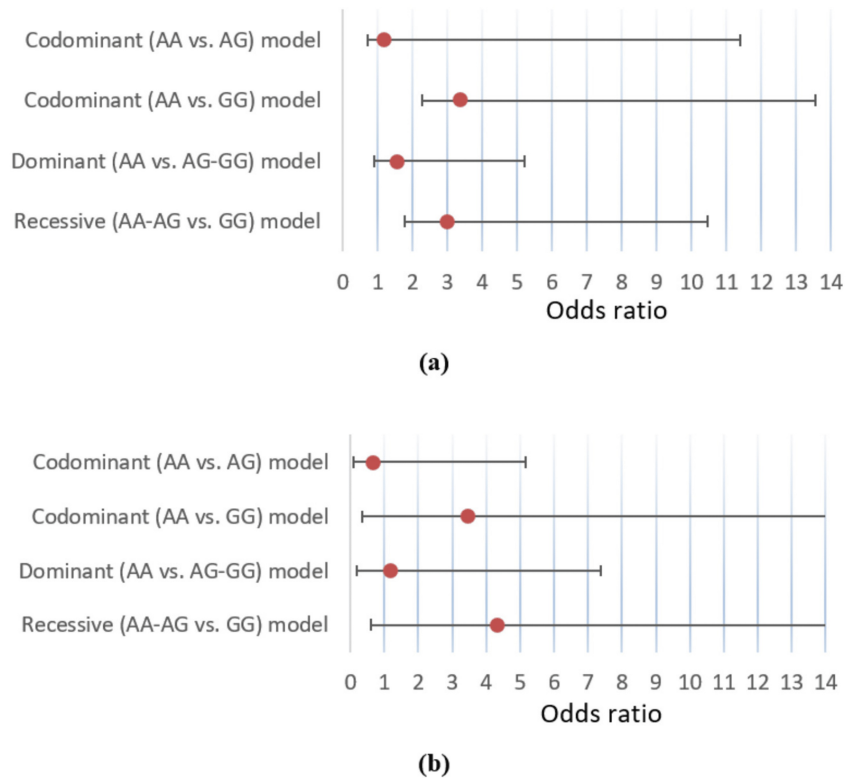 Codominant (AA vs. AG) model
Codominant (AA vs. GG) model
Dominant (AA vs. AG-GG) model
Recessive (AA-AG vs. GG) model
0 1 2 3 4 5 6 7 8 9 10 11 12 13 14
Odds ratio
(a)
Codominant (AA vs. AG) model
Codominant (AA vs. GG) model
Dominant (AA vs. AG-GG) model
Recessive (AA-AG vs. GG) model
0 1 2 3 4 5 6 7 8 9 10 11 12 13 14
Odds ratio
(b)